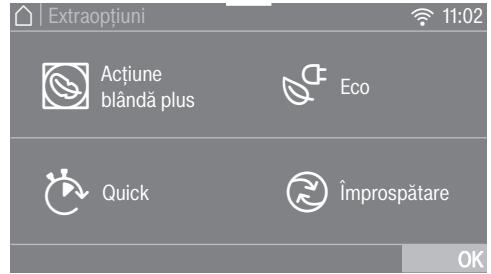 Extraopțiuni 11:02
Acțiune
blândă plus
Eco
Quick
Împrospătare
OK